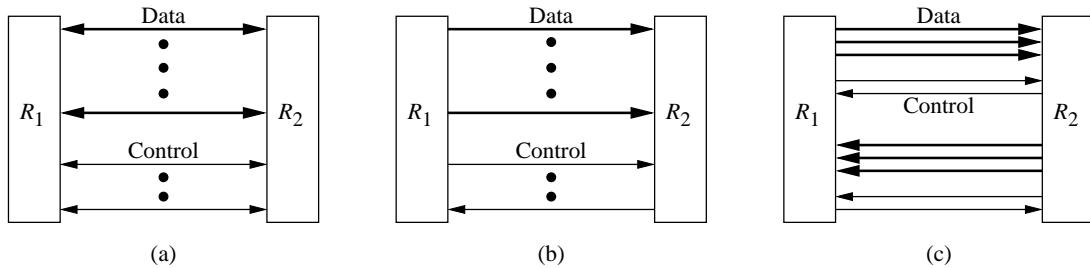 Data
R1
R2
Control
(a)
Data
R1
R2
Control
(b)
Data
R1
R2
Control
(c)